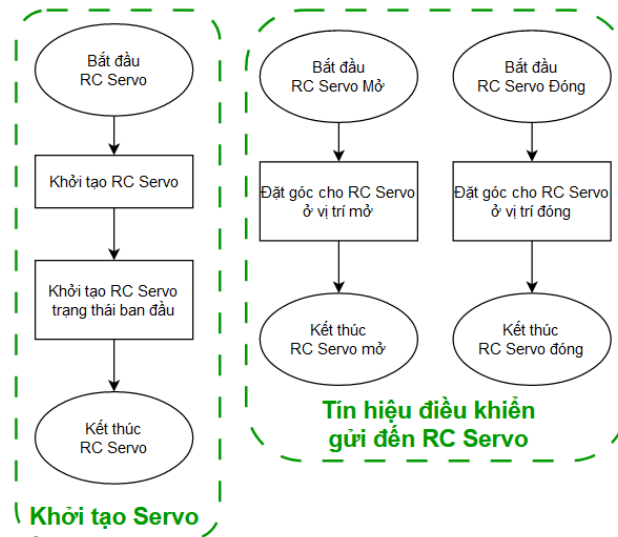 Bắt đầu
RC Servo
Khởi tạo RC Servo
Khởi tạo RC Servo
trạng thái ban đầu
Kết thúc
RC Servo
Khởi tạo Servo
Bắt đầu
RC Servo Mở
Đặt góc cho RC Servo
ở vị trí mở
Kết thúc
RC Servo mở
Bắt đầu
RC Servo Đóng
Đặt góc cho RC Servo
ở vị trí đóng
Kết thúc
RC Servo đóng
Tín hiệu điều khiển
gửi đến RC Servo